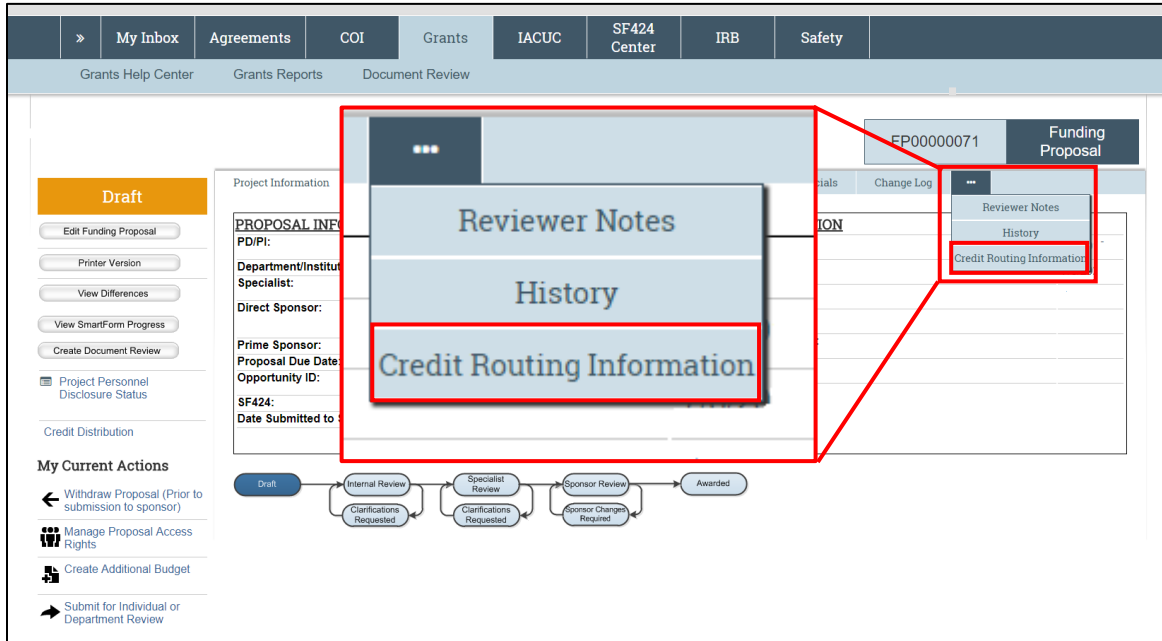 »
My Inbox
Agreements
COI
Grants
IACUC
SF424
Center
IRB
Safety
Grants Help Center
Grants Reports
Document Review
FP00000071
Funding
Proposal
Draft
Edit Funding Proposal
Printer Version
View Differences
View SmartForm Progress
Create Document Review
Project Personnel
Disclosure Status
Credit Distribution
My Current Actions
Withdraw Proposal (Prior to
submission to sponsor)
Manage Proposal Access
Rights
Create Additional Budget
Submit for Individual or
Department Review
Project Information
Change Log
•••
Reviewer Notes
History
Credit Routing Information
PROPOSAL
PD/PI:
Specialist:
Direct Sponsor:
Prime Sponsor:
Proposal Due Date:
Opportunity ID:
SF424:
Date Submitted to
•••
Reviewer Notes
History
Credit Routing Information
Draft
Internal Review
Clarifications
Requested
Specialist
Review
Clarifications
Requested
Sponsor Review
Sponsor Changes
Required
Awarded